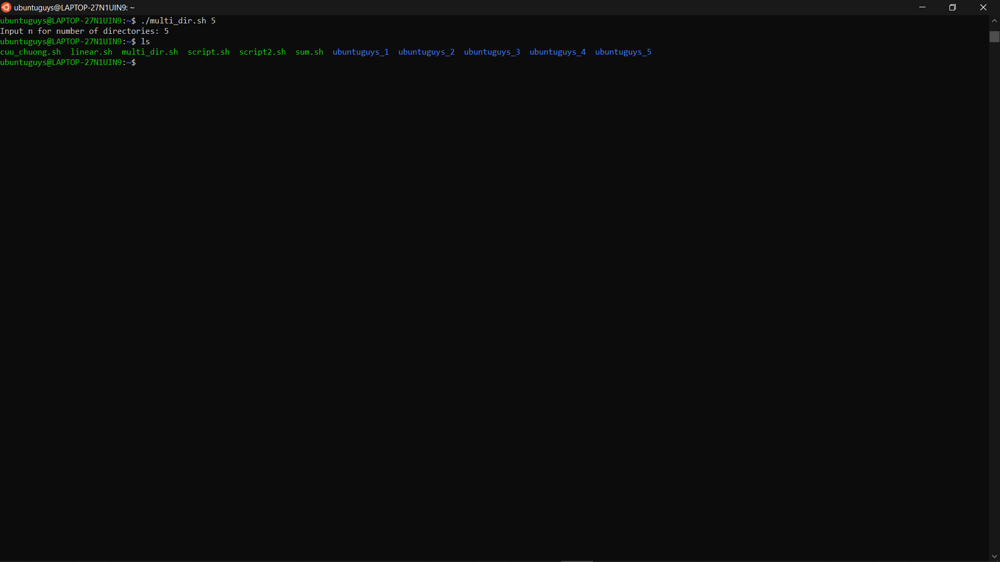 ubuntuguys@LAPTOP-27N1UIN9: ~
ubuntuguys@LAPTOP-27N1UIN9:~$ ./multi_dir.sh 5
Input n for number of directories: 5
ubuntuguys@LAPTOP-27N1UIN9:~$ ls
cuu_chuong.sh  linear.sh  multi_dir.sh  script.sh  script2.sh  sum.sh  ubuntuguys_1  ubuntuguys_2  ubuntuguys_3  ubuntuguys_4  ubuntuguys_5
ubuntuguys@LAPTOP-27N1UIN9:~$